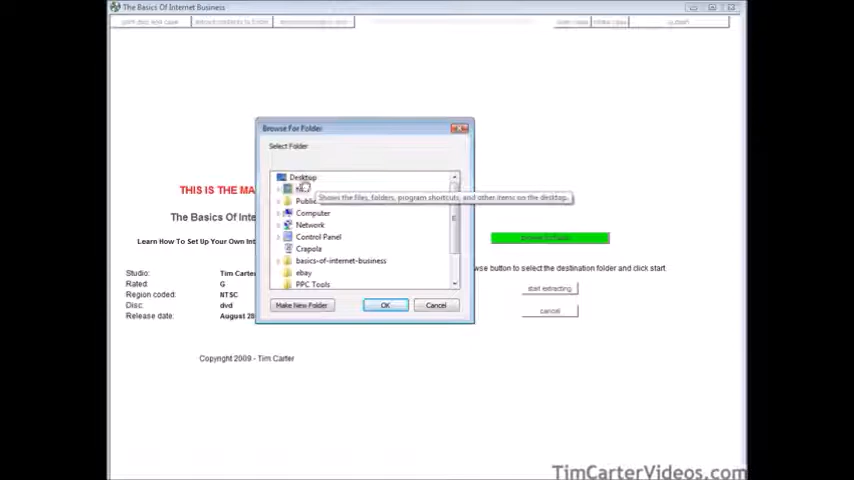 The Basics Of Internet Business
Browse For Folder
Select Folder
Desktop
Shows the files, folders, program shortcuts, and other items on the desktop.
Computer
Network
Control Panel
Crapola
basics-of-internet-business
ebay
PPC Tools
Make New Folder
OK
Cancel
THIS IS THE MA
The Basics Of Inte
Learn How To Set Up Your Own Int
Studio: Tim Carte
Rated: G
Region coded: NTSC
Disc: dvd
Release date: August 20
wse button to select the destination folder and click start
start extracting
cancel
Copyright 2009 - Tim Carter
TimCarterVideos.com